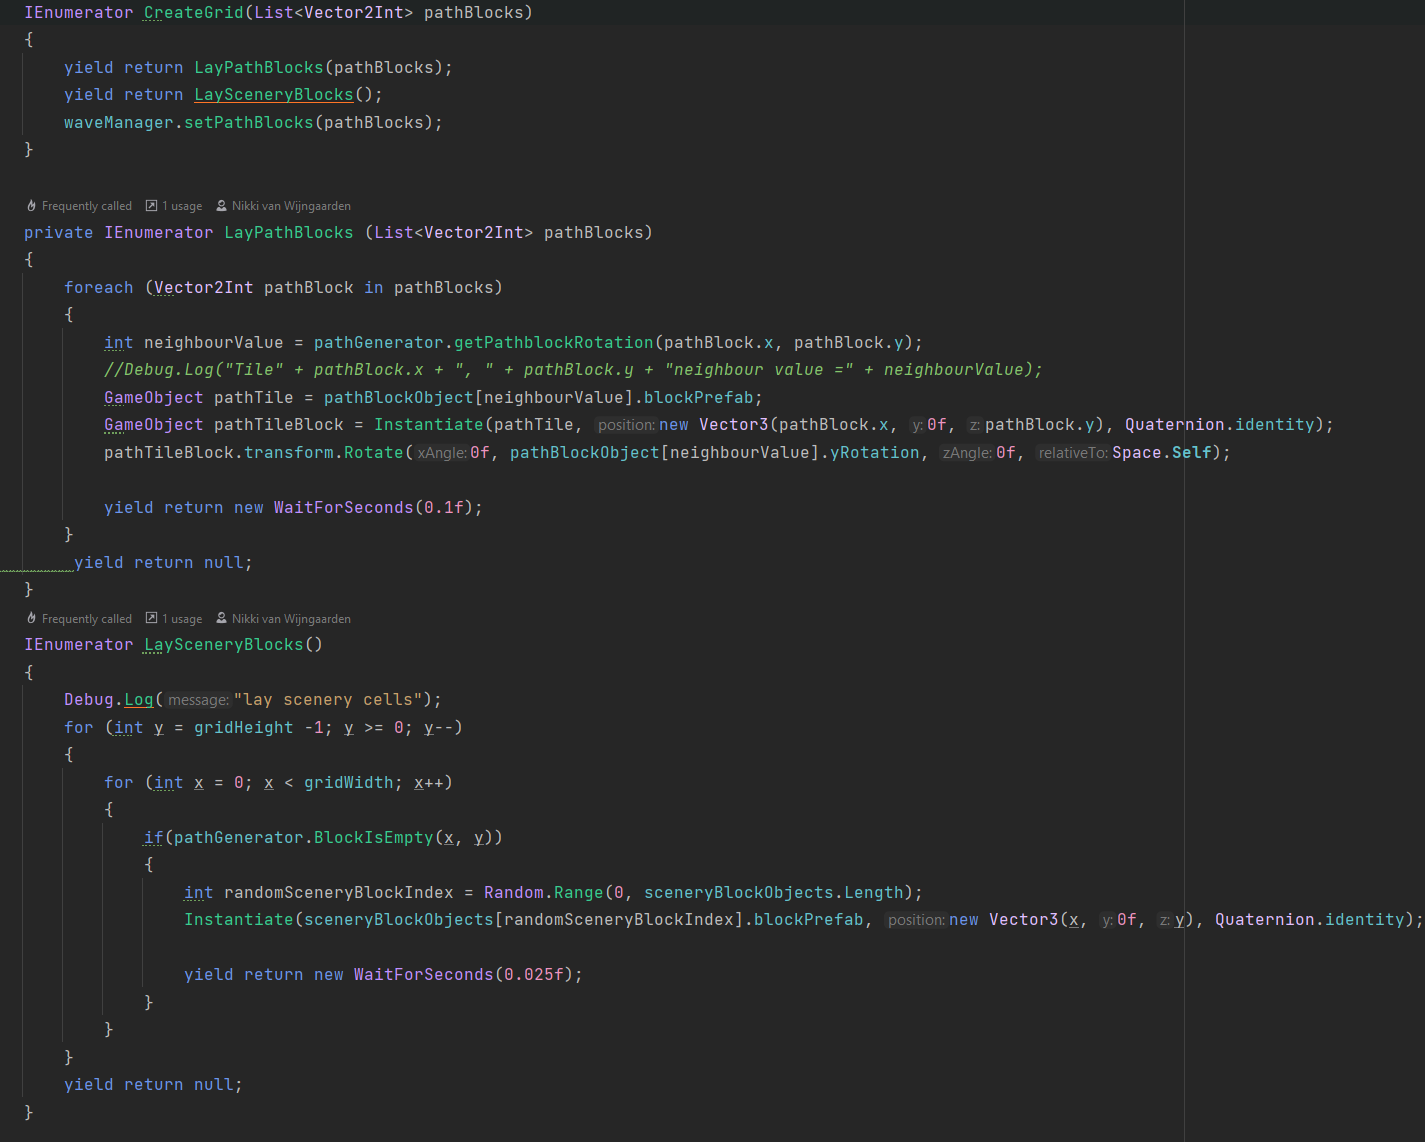 IEnumerator CreateGrid(List<Vector2Int> pathBlocks)
{
    yield return LayPathBlocks(pathBlocks);
    yield return LaySceneryBlocks();
    waveManager.setPathBlocks(pathBlocks);
}
Frequently called 1 usage Nikki van Wijngaarden
private IEnumerator LayPathBlocks (List<Vector2Int> pathBlocks)
{
    foreach (Vector2Int pathBlock in pathBlocks)
    {
        int neighbourValue = pathGenerator.getPathblockRotation(pathBlock.x, pathBlock.y);
        //Debug.Log("Tile" + pathBlock.x + ", " + pathBlock.y + "neighbour value =" + neighbourValue);
        GameObject pathTile = pathBlockObject[neighbourValue].blockPrefab;
        GameObject pathTileBlock = Instantiate(pathTile, position: new Vector3(pathBlock.x, y: 0f, z: pathBlock.y), Quaternion.identity);
        pathTileBlock.transform.Rotate( xAngle: 0f, pathBlockObject[neighbourValue].yRotation, zAngle: 0f, relativeTo: Space.Self);
        yield return new WaitForSeconds(0.1f);
    }
     yield return null;
}
Frequently called 1 usage Nikki van Wijngaarden
IEnumerator LaySceneryBlocks()
{
    Debug.Log( message: "lay scenery cells");
    for (int y = gridHeight -1; y >= 0; y--)
    {
        for (int x = 0; x < gridWidth; x++)
        {
            if(pathGenerator.BlockIsEmpty(x, y))
            {
                int randomSceneryBlockIndex = Random.Range(0, sceneryBlockObjects.Length);
                Instantiate(sceneryBlockObjects[randomSceneryBlockIndex].blockPrefab, position: new Vector3(x, y: 0f, z: y), Quaternion.identity);
                yield return new WaitForSeconds(0.025f);
            }
        }
    }
    yield return null;
}